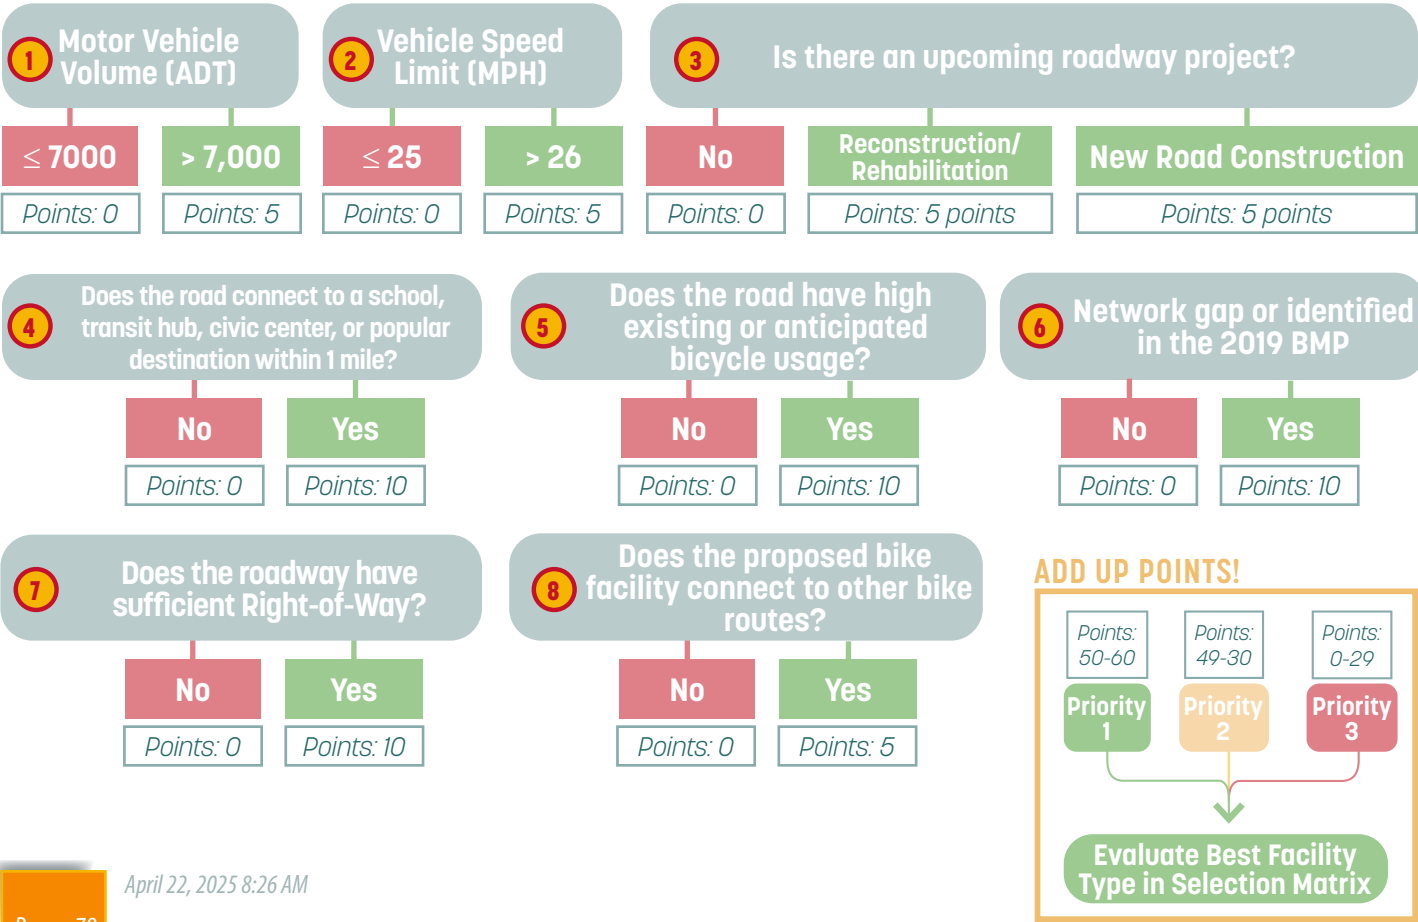 1
Motor Vehicle
Volume (ADT)
≤ 7000
> 7,000
Points: 0
Points: 5
2
Vehicle Speed
Limit (MPH)
≤ 25
> 26
Points: 0
Points: 5
3
Is there an upcoming roadway project?
No
Reconstruction/
Rehabilitation
New Road Construction
Points: 0
Points: 5 points
Points: 5 points
4
Does the road connect to a school,
transit hub, civic center, or popular
destination within 1 mile?
No
Yes
Points: 0
Points: 10
5
Does the road have high
existing or anticipated
bicycle usage?
No
Yes
Points: 0
Points: 10
6
Network gap or identified
in the 2019 BMP
No
Yes
Points: 0
Points: 10
7
Does the roadway have
sufficient Right-of-Way?
No
Yes
Points: 0
Points: 10
8
Does the proposed bike
facility connect to other bike
routes?
No
Yes
Points: 0
Points: 5
ADD UP POINTS!
Points:
50-60
Points:
49-30
Points:
0-29
Priority
1
Priority
2
Priority
3
Evaluate Best Facility
Type in Selection Matrix
April 22, 2025 8:26 AM